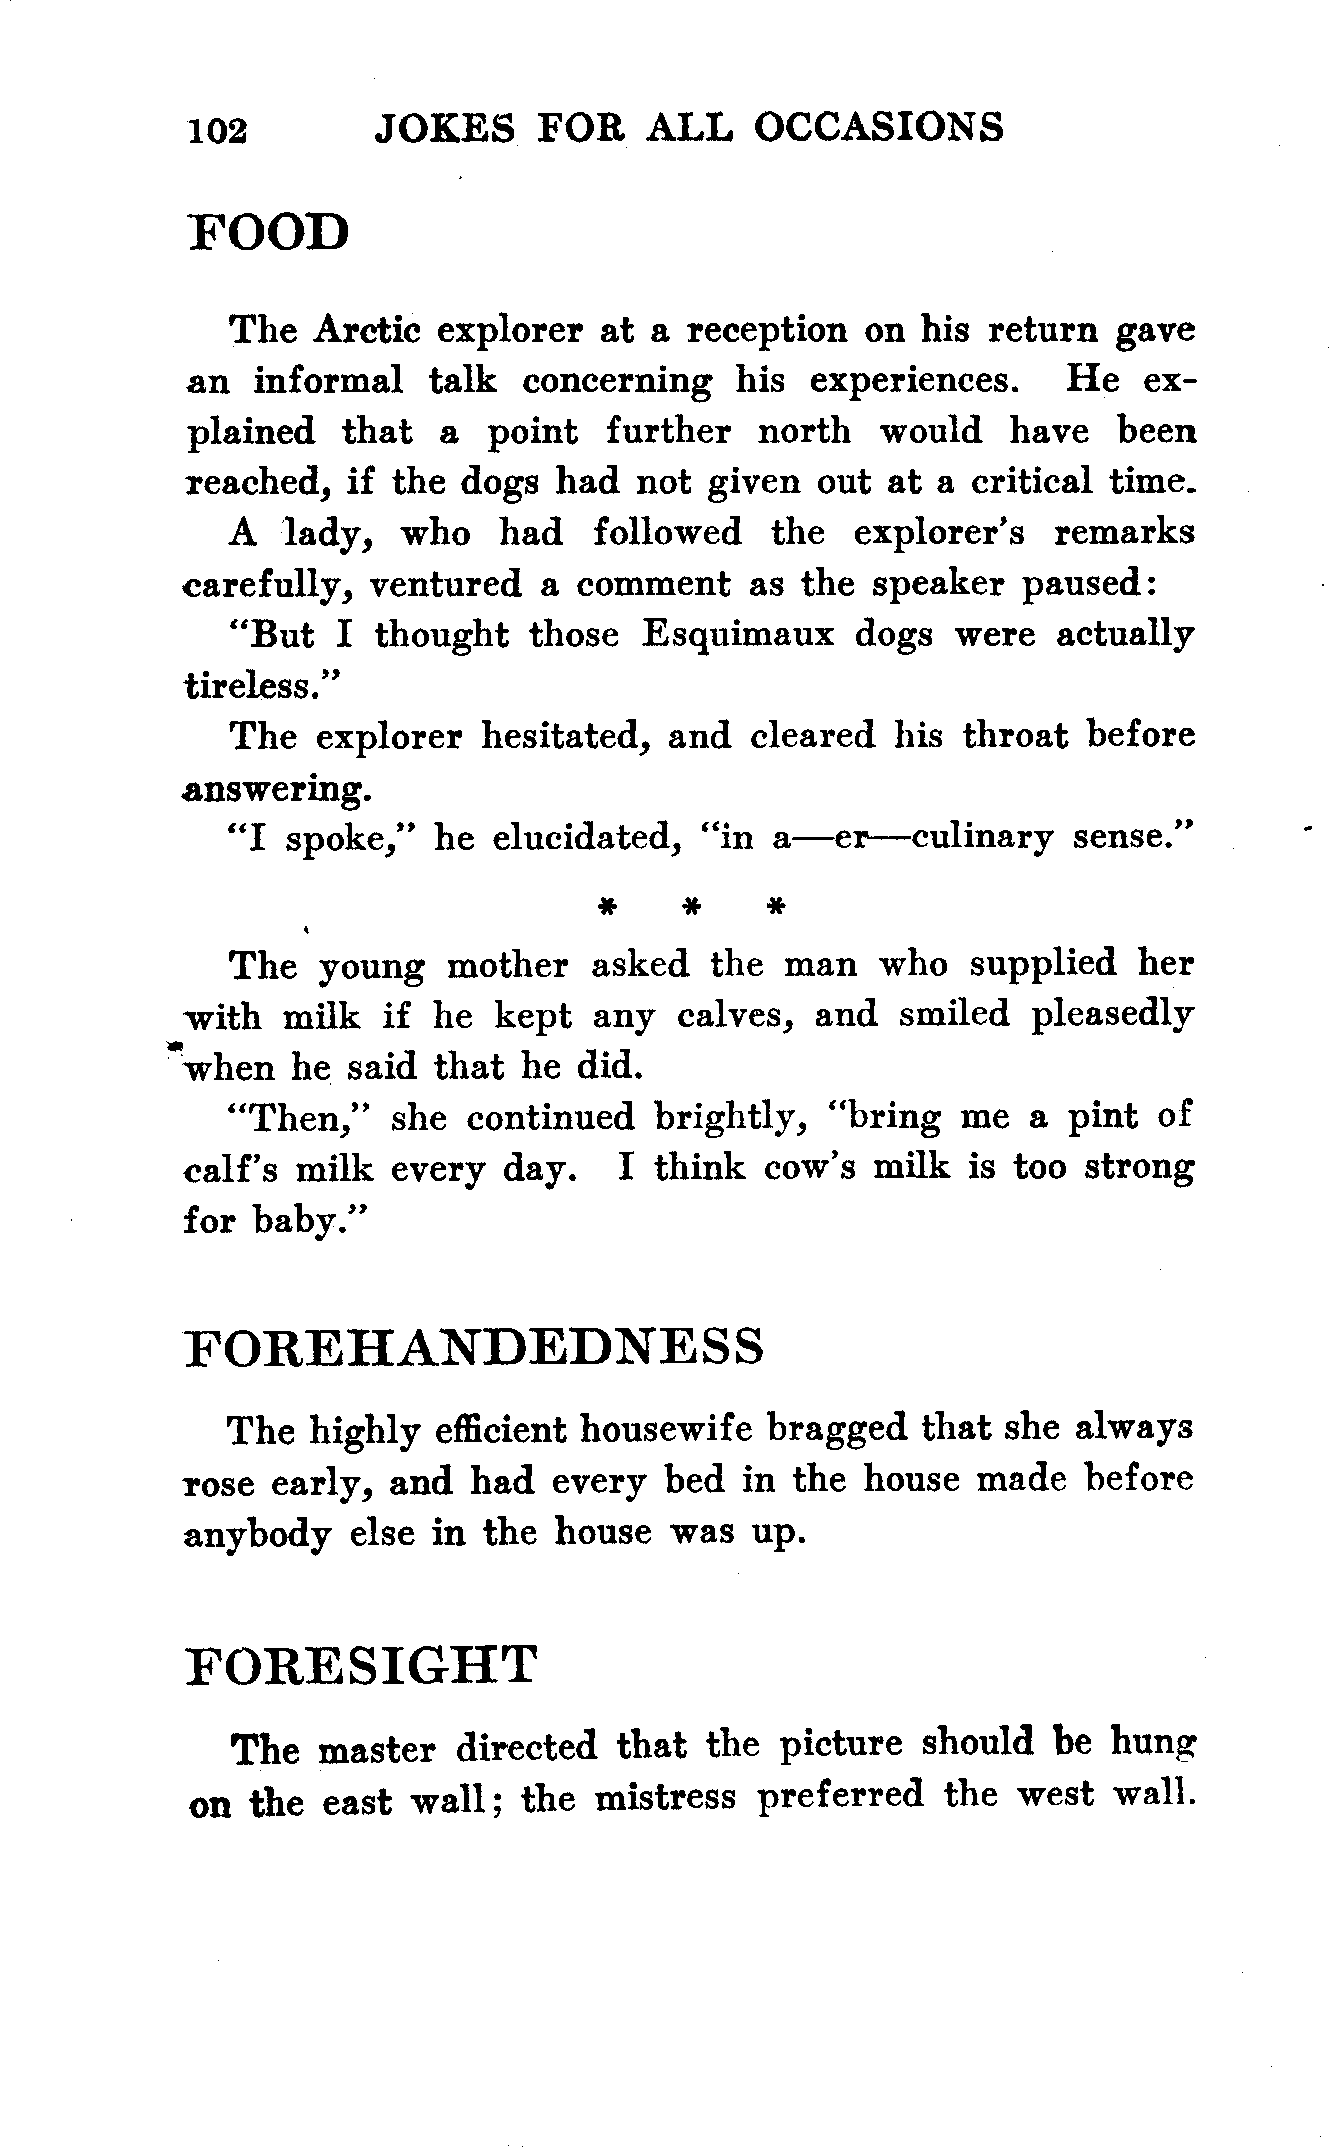 102 JOKES FOR ALL OCCASIONS
FOOD
The Arctic explorer at a reception on his return gave
an informal talk concerning his experiences. He ex-
plained that a point further north would have been
reached, if the dogs had not given out at a critical time.
A lady, who had followed the explorer's remarks
carefully, ventured a comment as the speaker paused:
"But I thought those Esquimaux dogs were actually
tireless."
The explorer hesitated, and cleared his throat before
answering.
"I spoke," he elucidated, "in a—er—culinary sense."
* * *
The young mother asked the man who supplied her
with milk if he kept any calves, and smiled pleasedly
when he said that he did.
"Then," she continued brightly, "bring me a pint of
calf's milk every day. I think cow's milk is too strong
for baby."
FOREHANDEDNESS
The highly efficient housewife bragged that she always
rose early, and had every bed in the house made before
anybody else in the house was up.
FORESIGHT
The master directed that the picture should be hung
on the east wall; the mistress preferred the west wall.